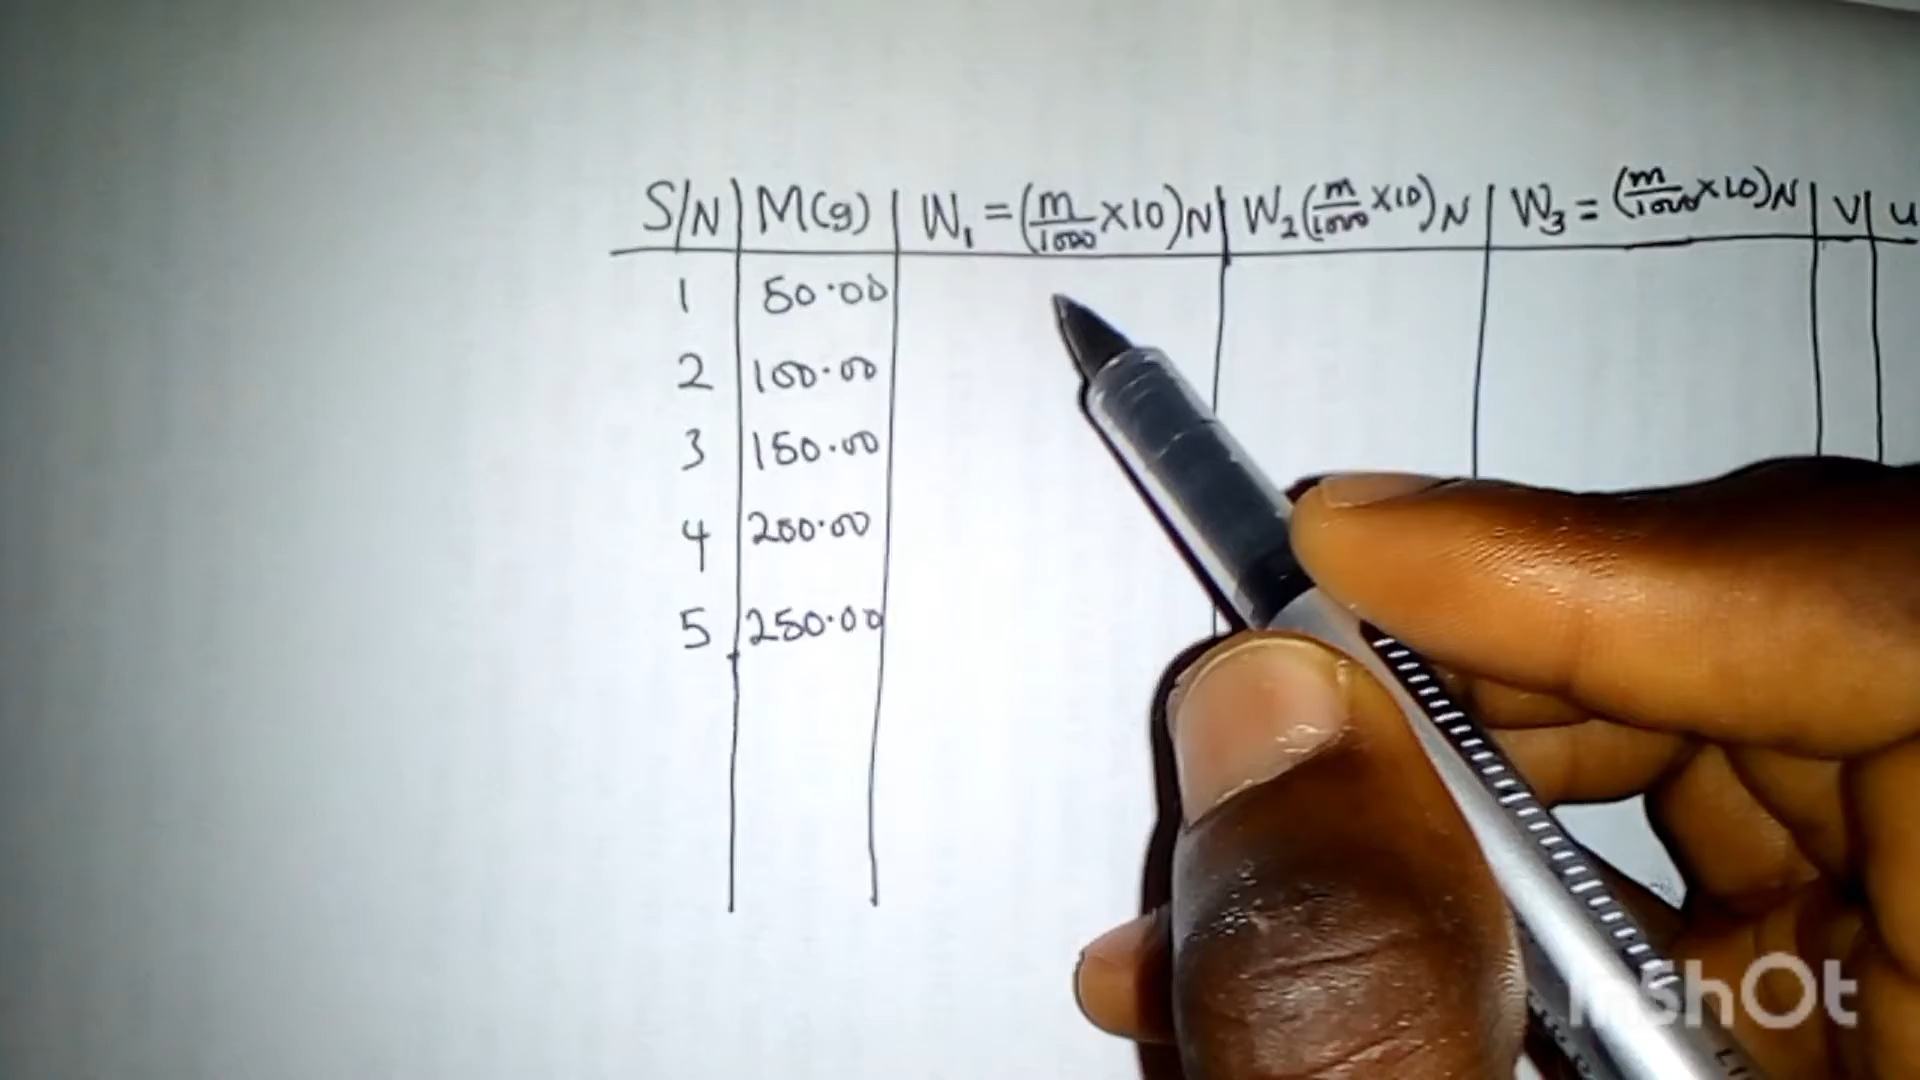 S/N M(g) W₁ = (m/1000 ×10)N W₂(m/1000 ×10)N W₃ = (m/1000 ×10)N V u
1 50.00
2 100.00
3 150.00
4 200.00
5 250.00
InShOt